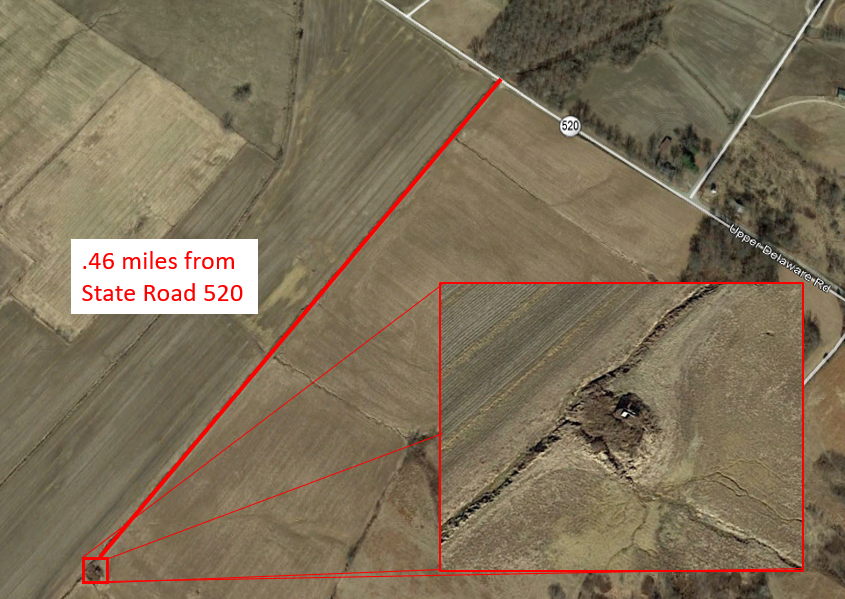 520
Upper Delaware Rd
.46 miles from
State Road 520